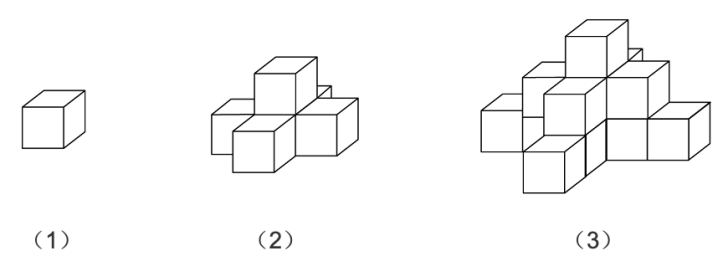 （1） （2） （3）